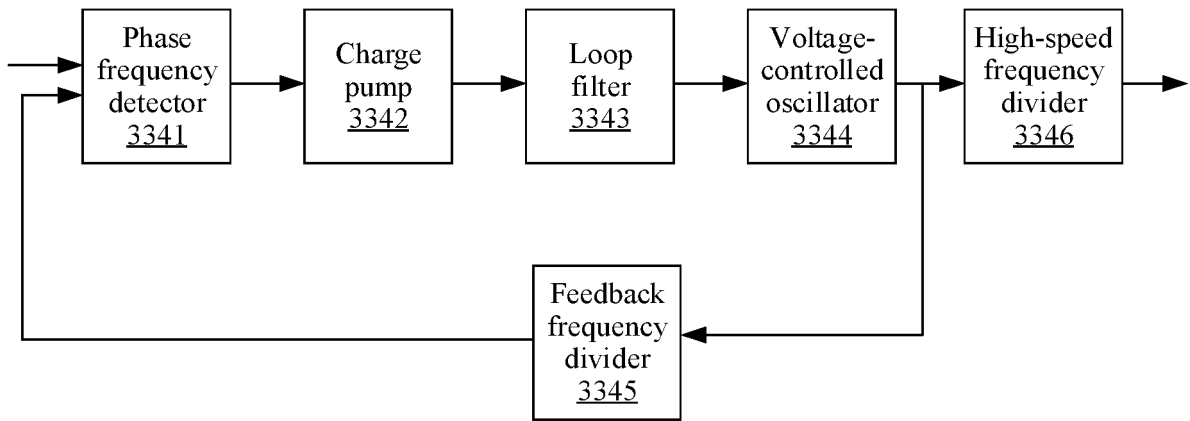 Phase
frequency
detector
3341
Charge
pump
3342
Loop
filter
3343
Voltage-
controlled
oscillator
3344
High-speed
frequency
divider
3346
Feedback
frequency
divider
3345